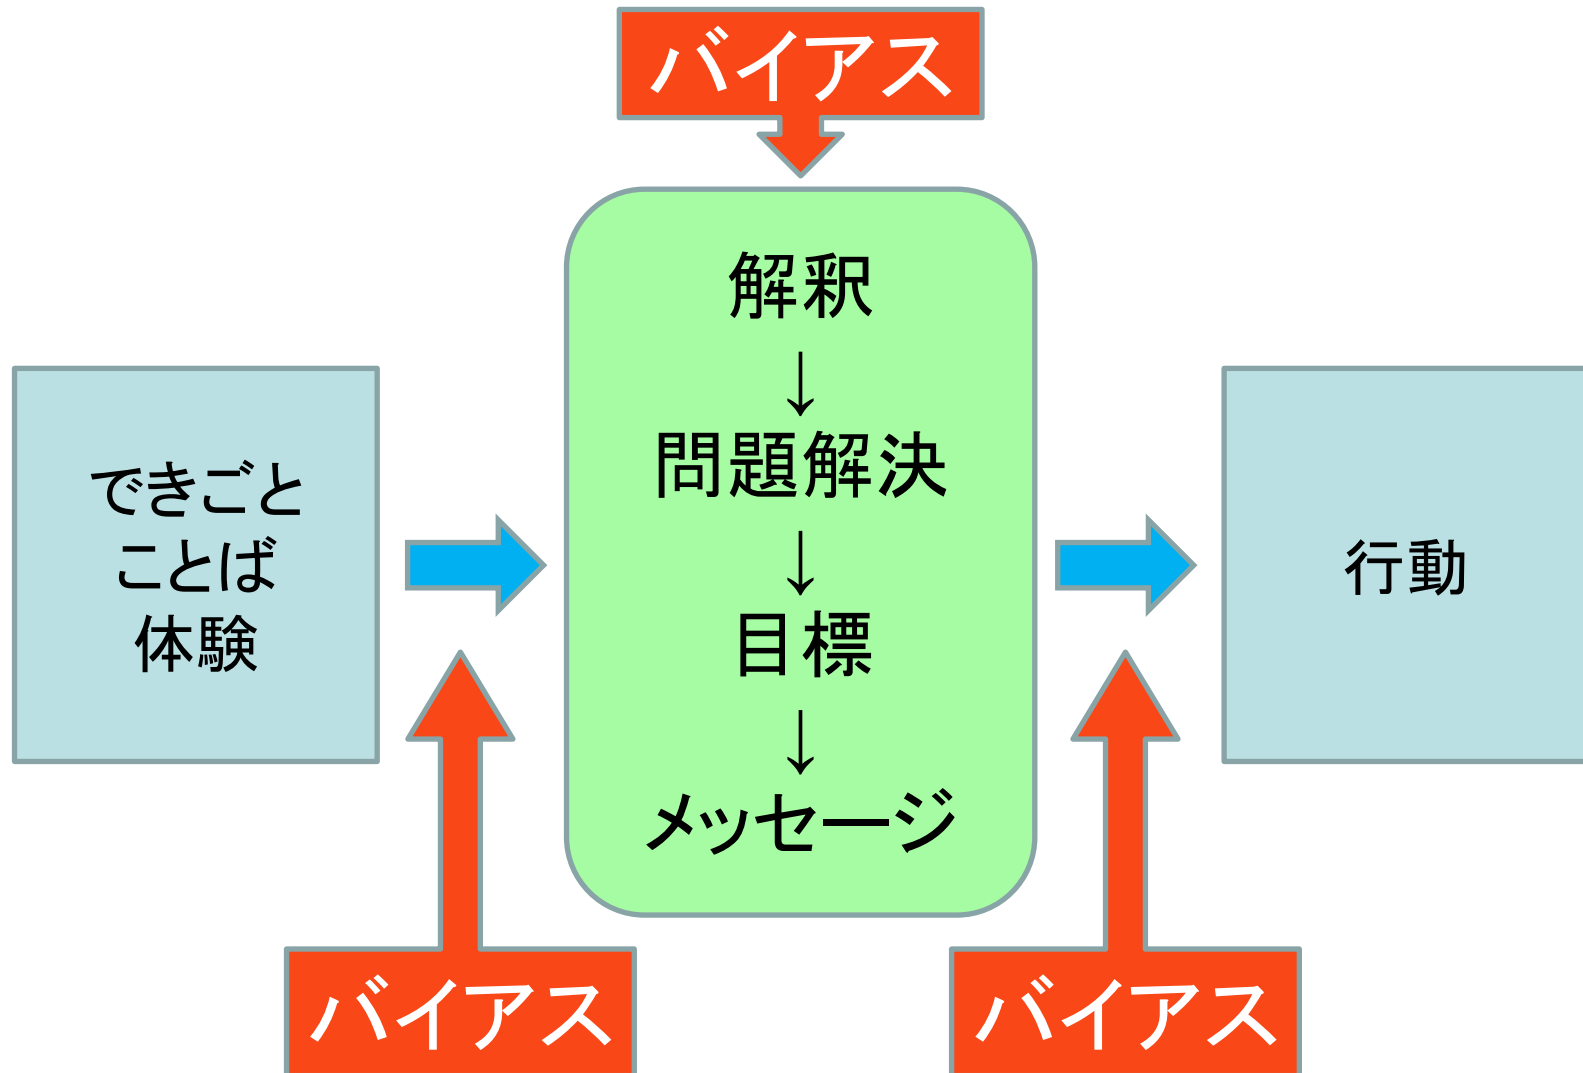 バイアス
解釈
↓
問題解決
↓
目標
↓
メッセージ
できごと
ことば
体験
行動
バイアス
バイアス